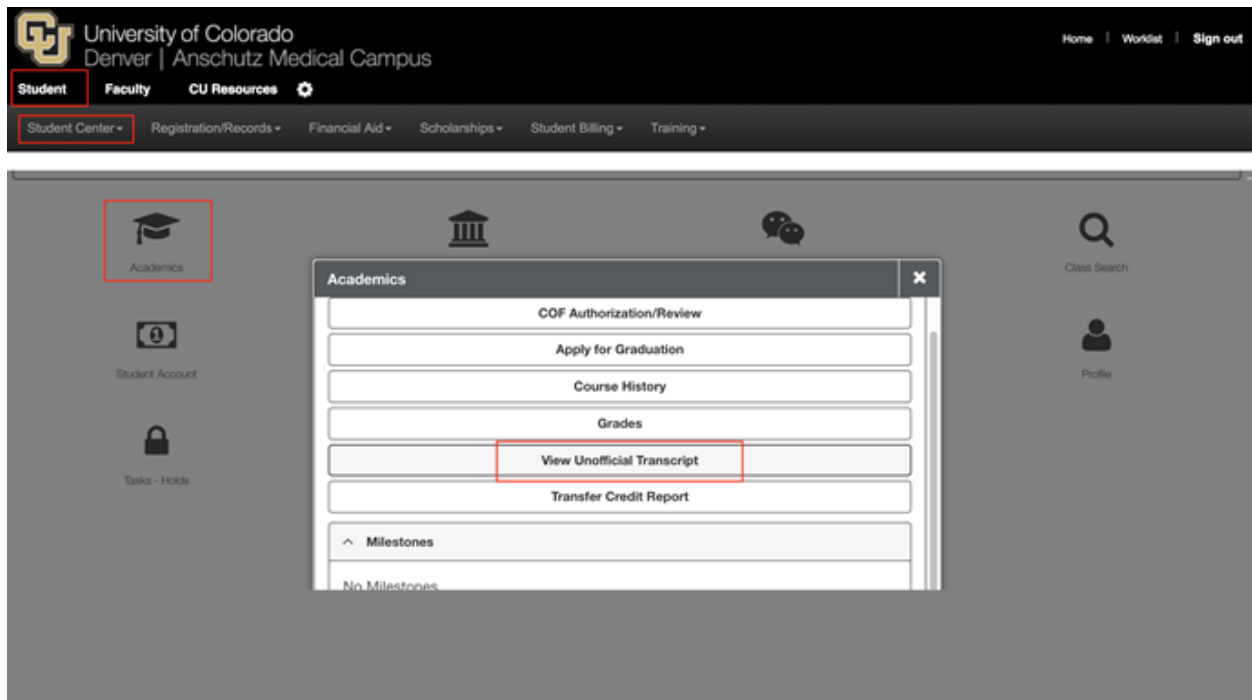 University of Colorado
Denver | Anschutz Medical Campus
Home | Worklist | Sign out
Student Faculty CU Resources
Student Center Registration/Records Financial Aid Scholarships Student Billing Training
Academics
Class Search
Student Account
Profile
Tasks - Holds
Academics
COF Authorization/Review
Apply for Graduation
Course History
Grades
View Unofficial Transcript
Transfer Credit Report
Milestones
No Milestones